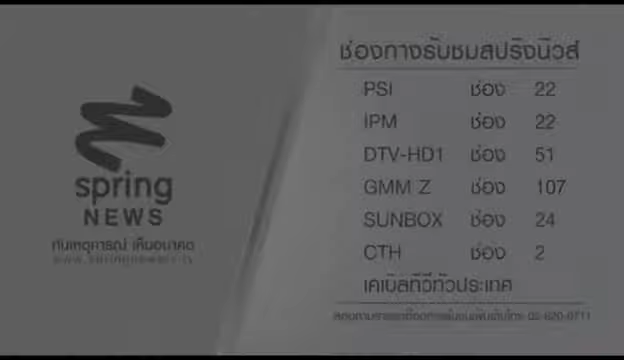 spring
NEWS
ทันเหตุการณ์ เห็นอนาคต
ช่องทางรับชมสปริงนิวส์
PSI ช่อง 22
IPM ช่อง 22
DTV-HD1 ช่อง 51
GMM Z ช่อง 107
SUNBOX ช่อง 24
CTH ช่อง 2
เคเบิลทีวีทั่วประเทศ